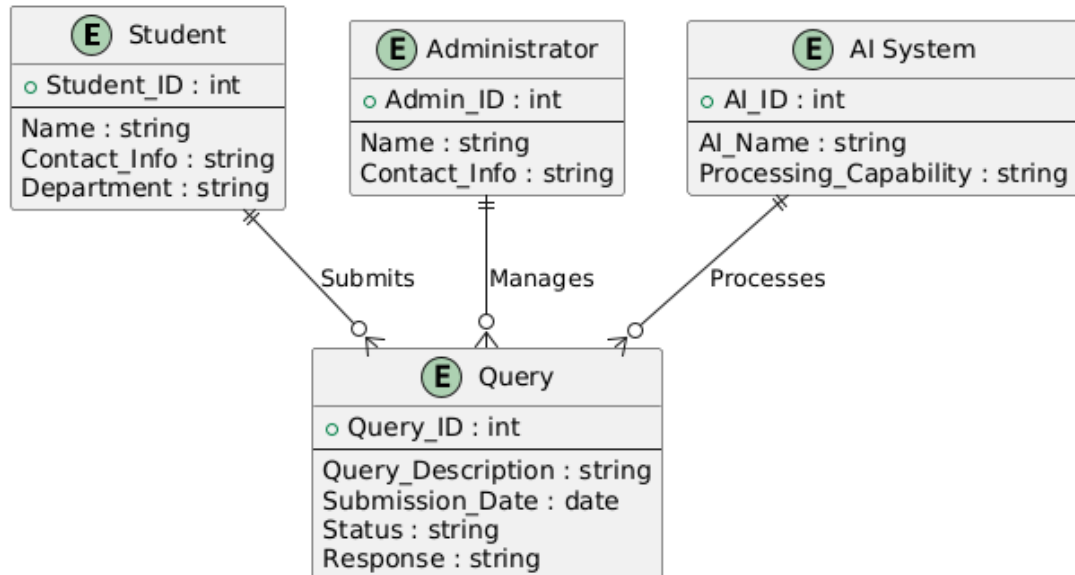 E Student
Student_ID : int
Name : string
Contact_Info : string
Department : string
E Administrator
Admin_ID : int
Name : string
Contact_Info : string
E AI System
AI_ID : int
AI_Name : string
Processing_Capability : string
Submits
Manages
Processes
E Query
Query_ID : int
Query_Description : string
Submission_Date : date
Status : string
Response : string